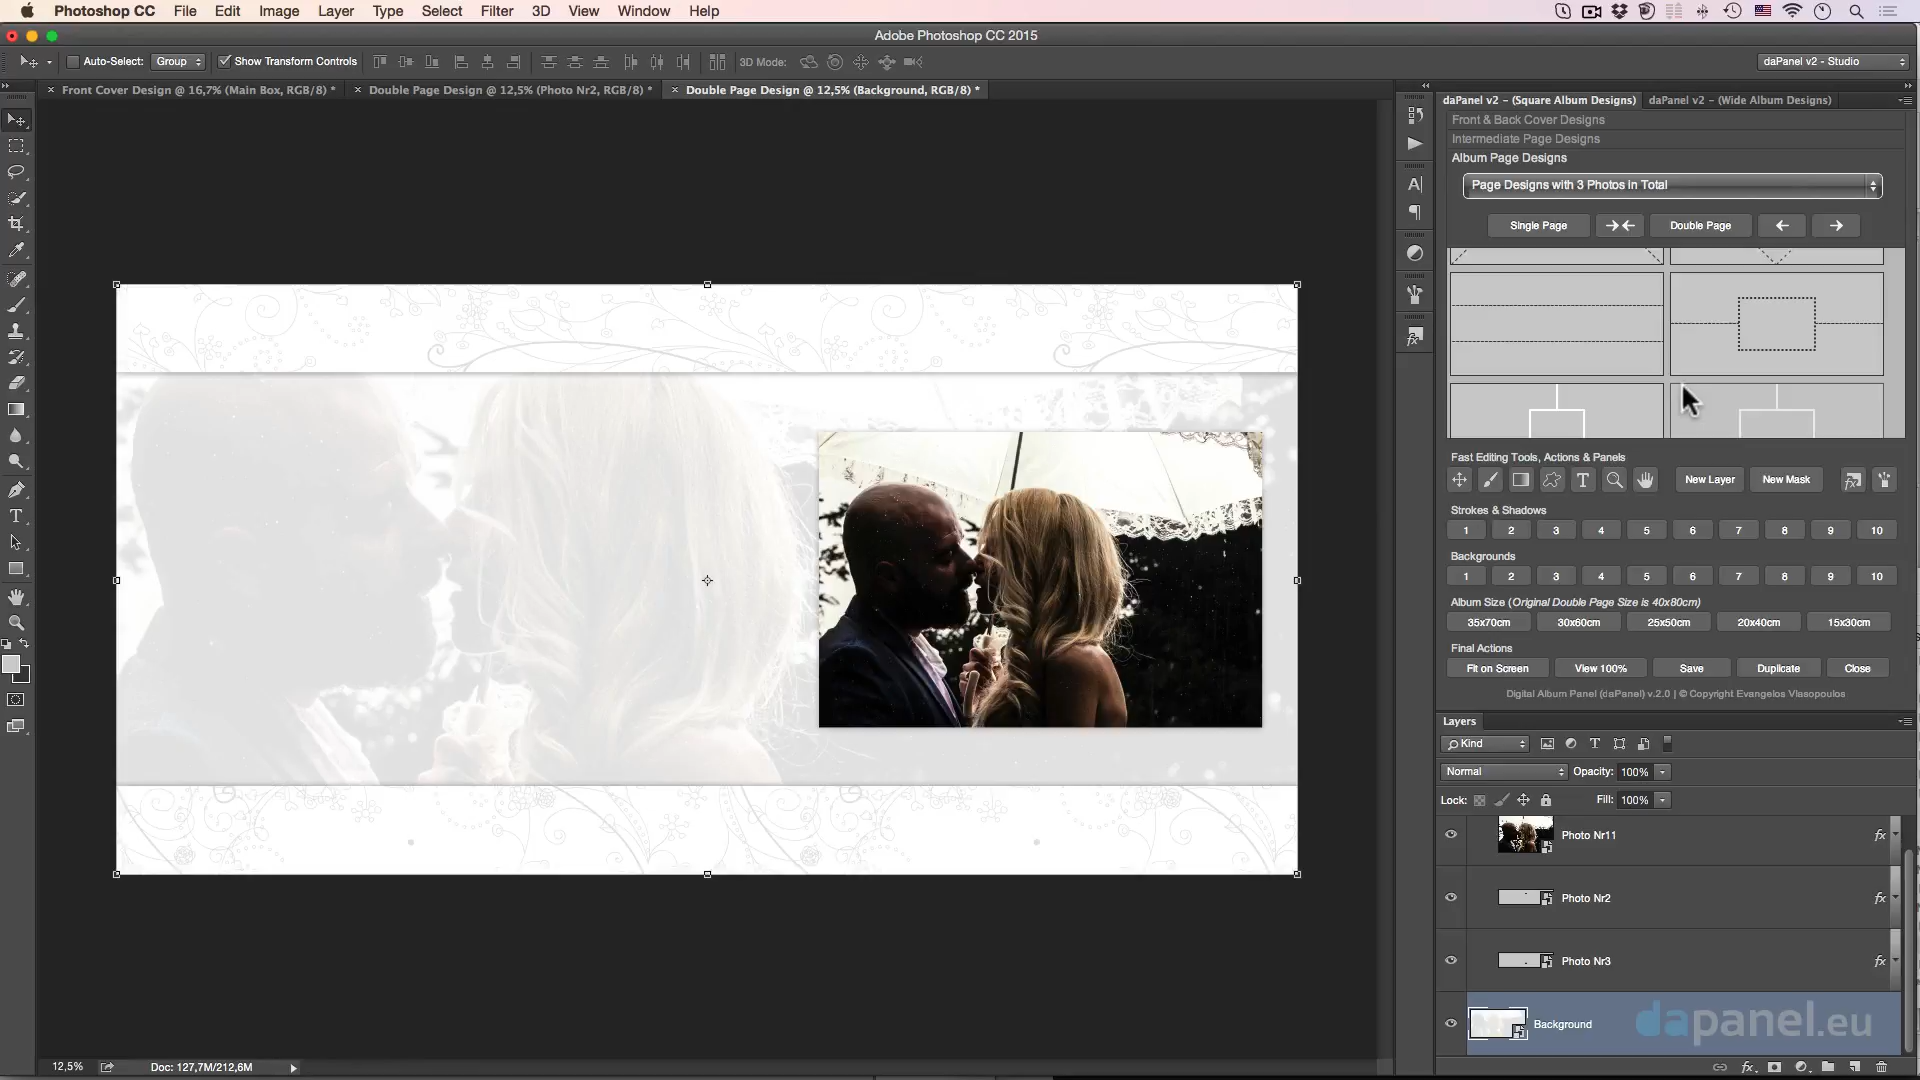 Photoshop CC File Edit Image Layer Type Select Filter 3D View Window Help
Adobe Photoshop CC 2015
Auto-Select: Group Show Transform Controls 3D Mode: daPanel v2 - Studio
Front Cover Design @ 16,7% (Main Box, RGB/8) * Double Page Design @ 12,5% (Photo Nr2, RGB/8) * Double Page Design @ 12,5% (Background, RGB/8) *
daPanel v2 – (Square Album Designs) daPanel v2 – (Wide Album Designs)
Front & Back Cover Designs
Intermediate Page Designs
Album Page Designs
Page Designs with 3 Photos in Total
Single Page Double Page
Fast Editing Tools, Actions & Panels
T New Layer New Mask fx
Strokes & Shadows
1 2 3 4 5 6 7 8 9 10
Backgrounds
1 2 3 4 5 6 7 8 9 10
Album Size (Original Double Page Size is 40x80cm)
35x70cm 30x60cm 25x50cm 20x40cm 15x30cm
Final Actions
Fit on Screen View 100% Save Duplicate Close
Digital Album Panel (daPanel) v.2.0 | © Copyright Evangelos Vlasopoulos
Layers
Kind
Normal Opacity: 100%
Lock: Fill: 100%
Photo Nr11 fx
Photo Nr2 fx
Photo Nr3 fx
Background
dapanel.eu
12,5% Doc: 127,7M/212,6M